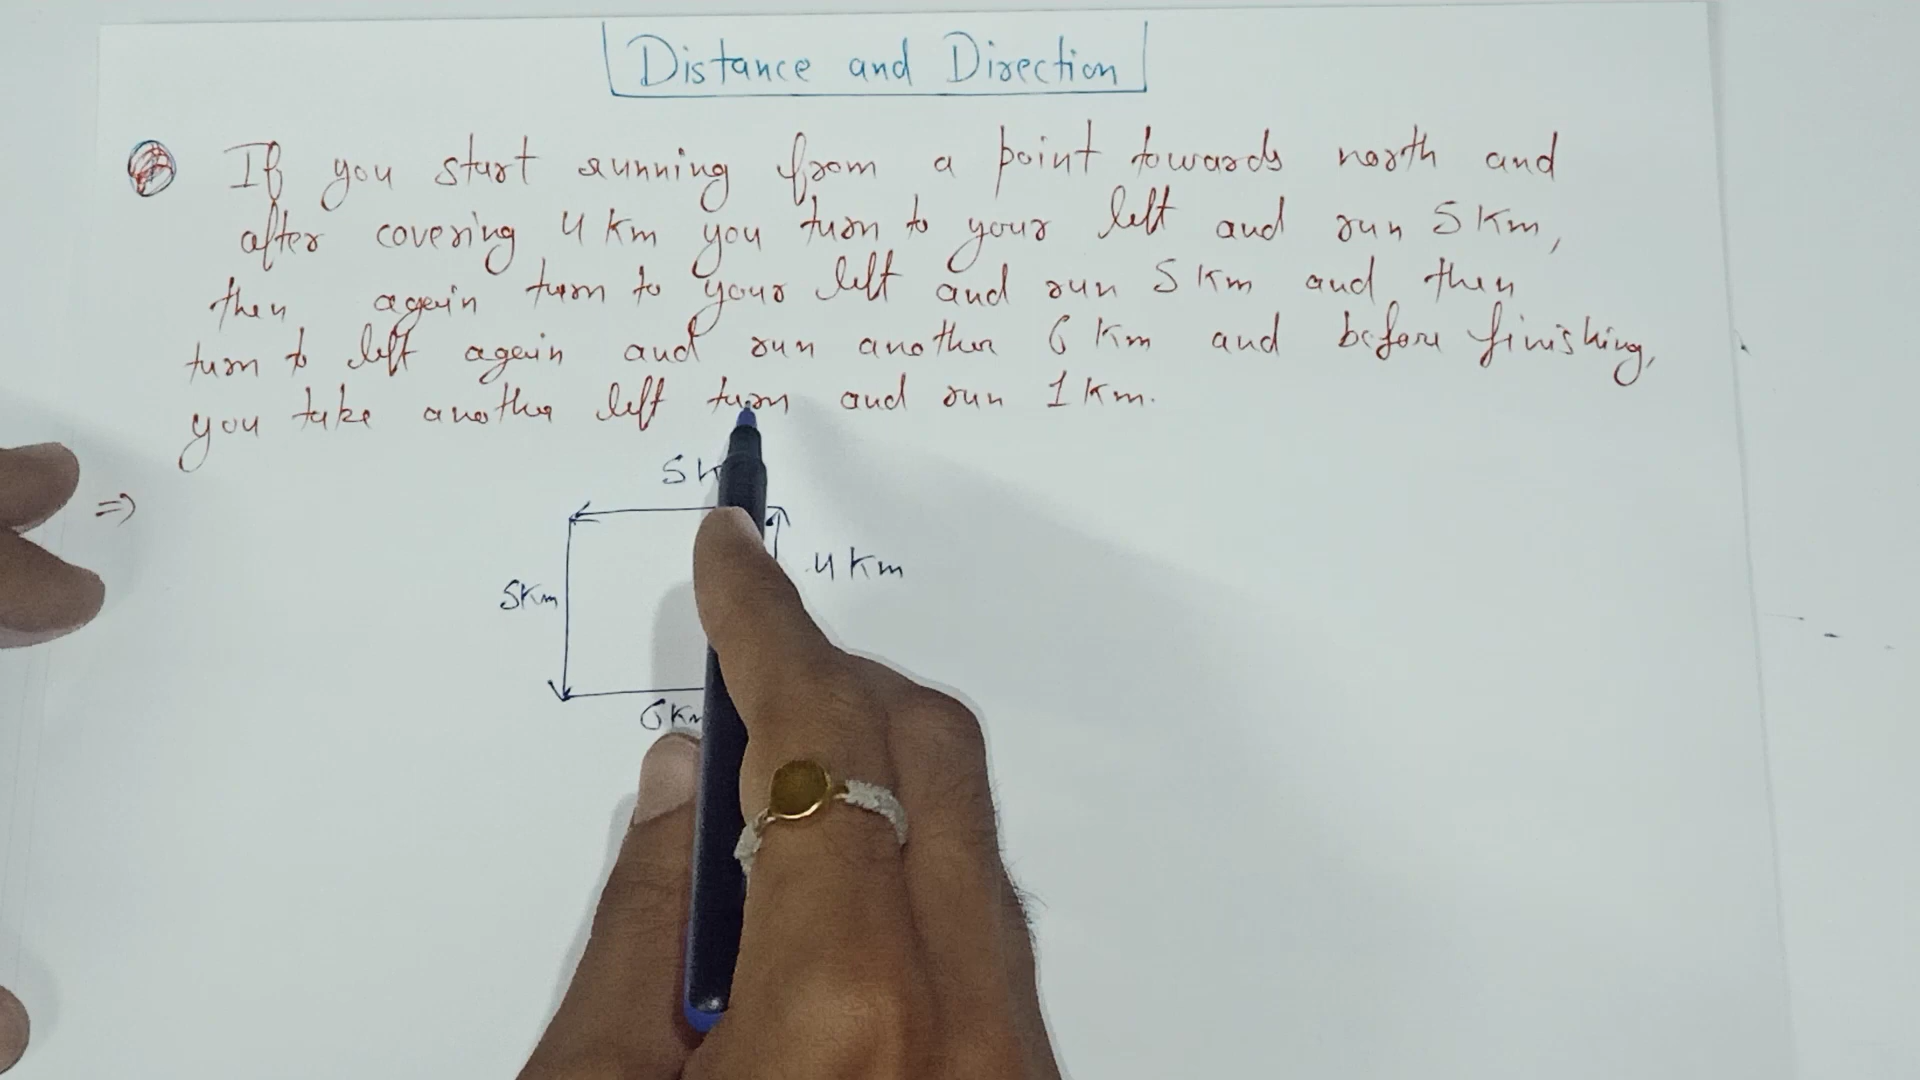 Distance and Direction
If you start running from a point towards north and
after covering 4 km you turn to your left and run 5 Km,
then again turn to your left and run 5 Km and then
turn to left again and run another 6 Km and before finishing,
you take another left turn and run 1 Km.
⇒
5 k
4 Km
5Km
6Km